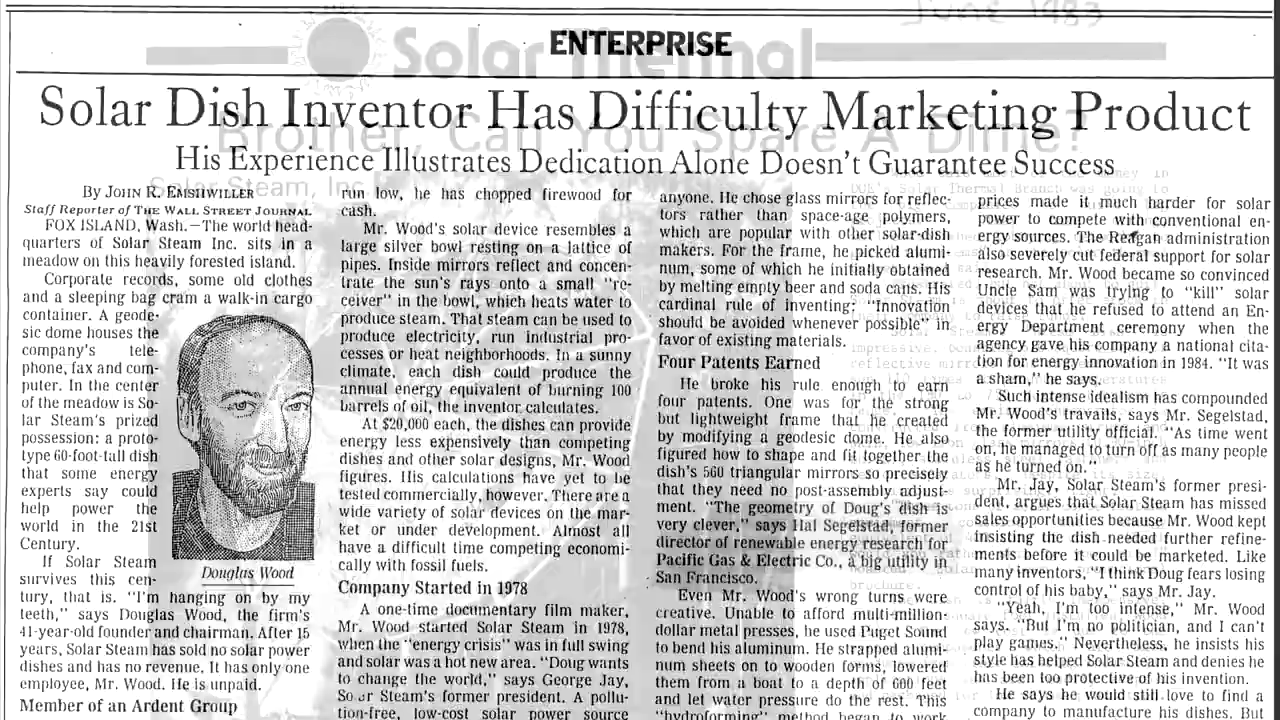 June 1983
Solar Thermal
ENTERPRISE
Solar Dish Inventor Has Difficulty Marketing Product
Brother, Can You Spare A Dime?
His Experience Illustrates Dedication Alone Doesn't Guarantee Success
Solar Steam, Inc.
By JOHN R. EMSHWILLER
Staff Reporter of THE WALL STREET JOURNAL
FOX ISLAND, Wash.—The world head-
quarters of Solar Steam Inc. sits in a
meadow on this heavily forested island.
Corporate records, some old clothes
and a sleeping bag cram a walk-in cargo
container. A geode-
sic dome houses the
company's tele-
phone, fax and com-
puter. In the center
of the meadow is So-
lar Steam's prized
possession: a proto-
type 60-foot-tall dish
that some energy
experts say could
help power the
world in the 21st
Century.
If Solar Steam
survives this cen-
tury, that is. "I'm hanging on by my
teeth," says Douglas Wood, the firm's
41-year-old founder and chairman. After 15
years, Solar Steam has sold no solar power
dishes and has no revenue. It has only one
employee, Mr. Wood. He is unpaid.
Member of an Ardent Group
Douglas Wood
run low, he has chopped firewood for
cash.
Mr. Wood's solar device resembles a
large silver bowl resting on a lattice of
pipes. Inside mirrors reflect and concen-
trate the sun's rays onto a small "re-
ceiver" in the bowl, which heats water to
produce steam. That steam can be used to
produce electricity, run industrial pro-
cesses or heat neighborhoods. In a sunny
climate, each dish could produce the
annual energy equivalent of burning 100
barrels of oil, the inventor calculates.
At $20,000 each, the dishes can provide
energy less expensively than competing
dishes and other solar designs, Mr. Wood
figures. His calculations have yet to be
tested commercially, however. There are a
wide variety of solar devices on the mar-
ket or under development. Almost all
have a difficult time competing economi-
cally with fossil fuels.
Company Started in 1978
A one-time documentary film maker,
Mr. Wood started Solar Steam in 1978,
when the "energy crisis" was in full swing
and solar was a hot new area. "Doug wants
to change the world," says George Jay,
Solar Steam's former president. A pollu-
tion-free, low-cost solar power source
anyone. He chose glass mirrors for reflec-
tors rather than space-age polymers,
which are popular with other solar-dish
makers. For the frame, he picked alumi-
num, some of which he initially obtained
by melting empty beer and soda cans. His
cardinal rule of inventing: "Innovation
should be avoided whenever possible" in
favor of existing materials.
Four Patents Earned
He broke his rule enough to earn
four patents. One was for the strong
but lightweight frame that he created
by modifying a geodesic dome. He also
figured how to shape and fit together the
dish's 560 triangular mirrors so precisely
that they need no post-assembly adjust-
ment. "The geometry of Doug's dish is
very clever," says Hal Segelstad, former
director of renewable energy research for
Pacific Gas & Electric Co., a big utility in
San Francisco.
Even Mr. Wood's wrong turns were
creative. Unable to afford multi-million-
dollar metal presses, he used Puget Sound
to bend his aluminum. He strapped alumi-
num sheets on to wooden forms, lowered
them from a boat to a depth of 600 feet
and let water pressure do the rest. This
"hydroforming" method began to work
prices made it much harder for solar
power to compete with conventional en-
ergy sources. The Reagan administration
also severely cut federal support for solar
research. Mr. Wood became so convinced
Uncle Sam was trying to "kill" solar
devices that he refused to attend an En-
ergy Department ceremony when the
agency gave his company a national cita-
tion for energy innovation in 1984. "It was
a sham," he says.
Such intense idealism has compounded
Mr. Wood's travails, says Mr. Segelstad,
the former utility official. "As time went
on, he managed to turn off as many people
as he turned on."
Mr. Jay, Solar Steam's former presi-
dent, argues that Solar Steam has missed
sales opportunities because Mr. Wood kept
insisting the dish needed further refine-
ments before it could be marketed. Like
many inventors, "I think Doug fears losing
control of his baby," says Mr. Jay.
"Yeah, I'm too intense," Mr. Wood
says. "But I'm no politician, and I can't
play games." Nevertheless, he insists his
style has helped Solar Steam and denies he
has been too protective of his invention.
He says he would still love to find a
company to manufacture his dishes. But